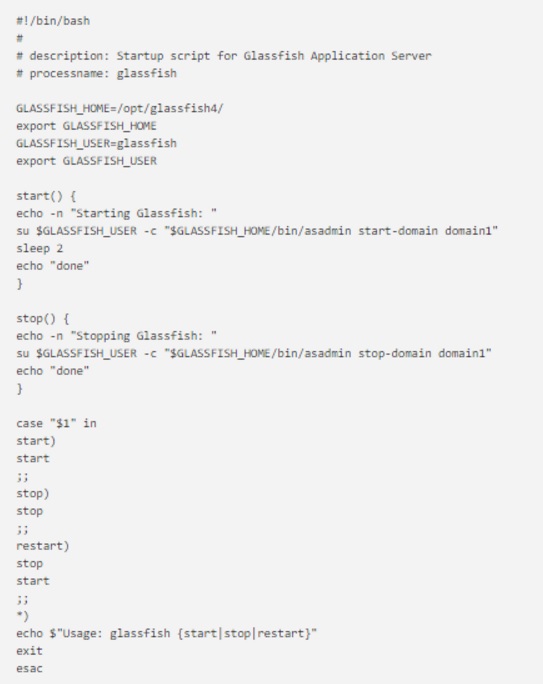 #!/bin/bash
#
# description: Startup script for Glassfish Application Server
# processname: glassfish

GLASSFISH_HOME=/opt/glassfish4/
export GLASSFISH_HOME
GLASSFISH_USER=glassfish
export GLASSFISH_USER

start() {
echo -n "Starting Glassfish: "
su $GLASSFISH_USER -c "$GLASSFISH_HOME/bin/asadmin start-domain domain1"
sleep 2
echo "done"
}

stop() {
echo -n "Stopping Glassfish: "
su $GLASSFISH_USER -c "$GLASSFISH_HOME/bin/asadmin stop-domain domain1"
echo "done"
}

case "$1" in
start)
start
;;
stop)
stop
;;
restart)
stop
start
;;
*)
echo $"Usage: glassfish {start|stop|restart}"
exit
esac